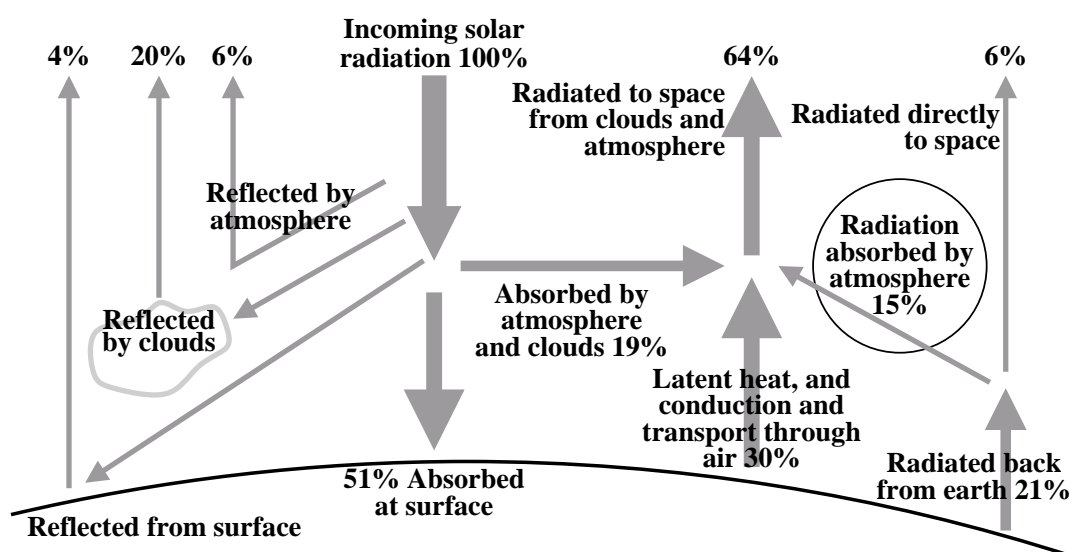 4%
20%
6%
Incoming solar
radiation 100%
64%
6%
Radiated to space
from clouds and
atmosphere
Radiated directly
to space
Reflected by
atmosphere
Radiation
absorbed by
atmosphere
15%
Reflected
by clouds
Absorbed by
atmosphere
and clouds 19%
Latent heat, and
conduction and
transport through
air 30%
51% Absorbed
at surface
Radiated back
from earth 21%
Reflected from surface